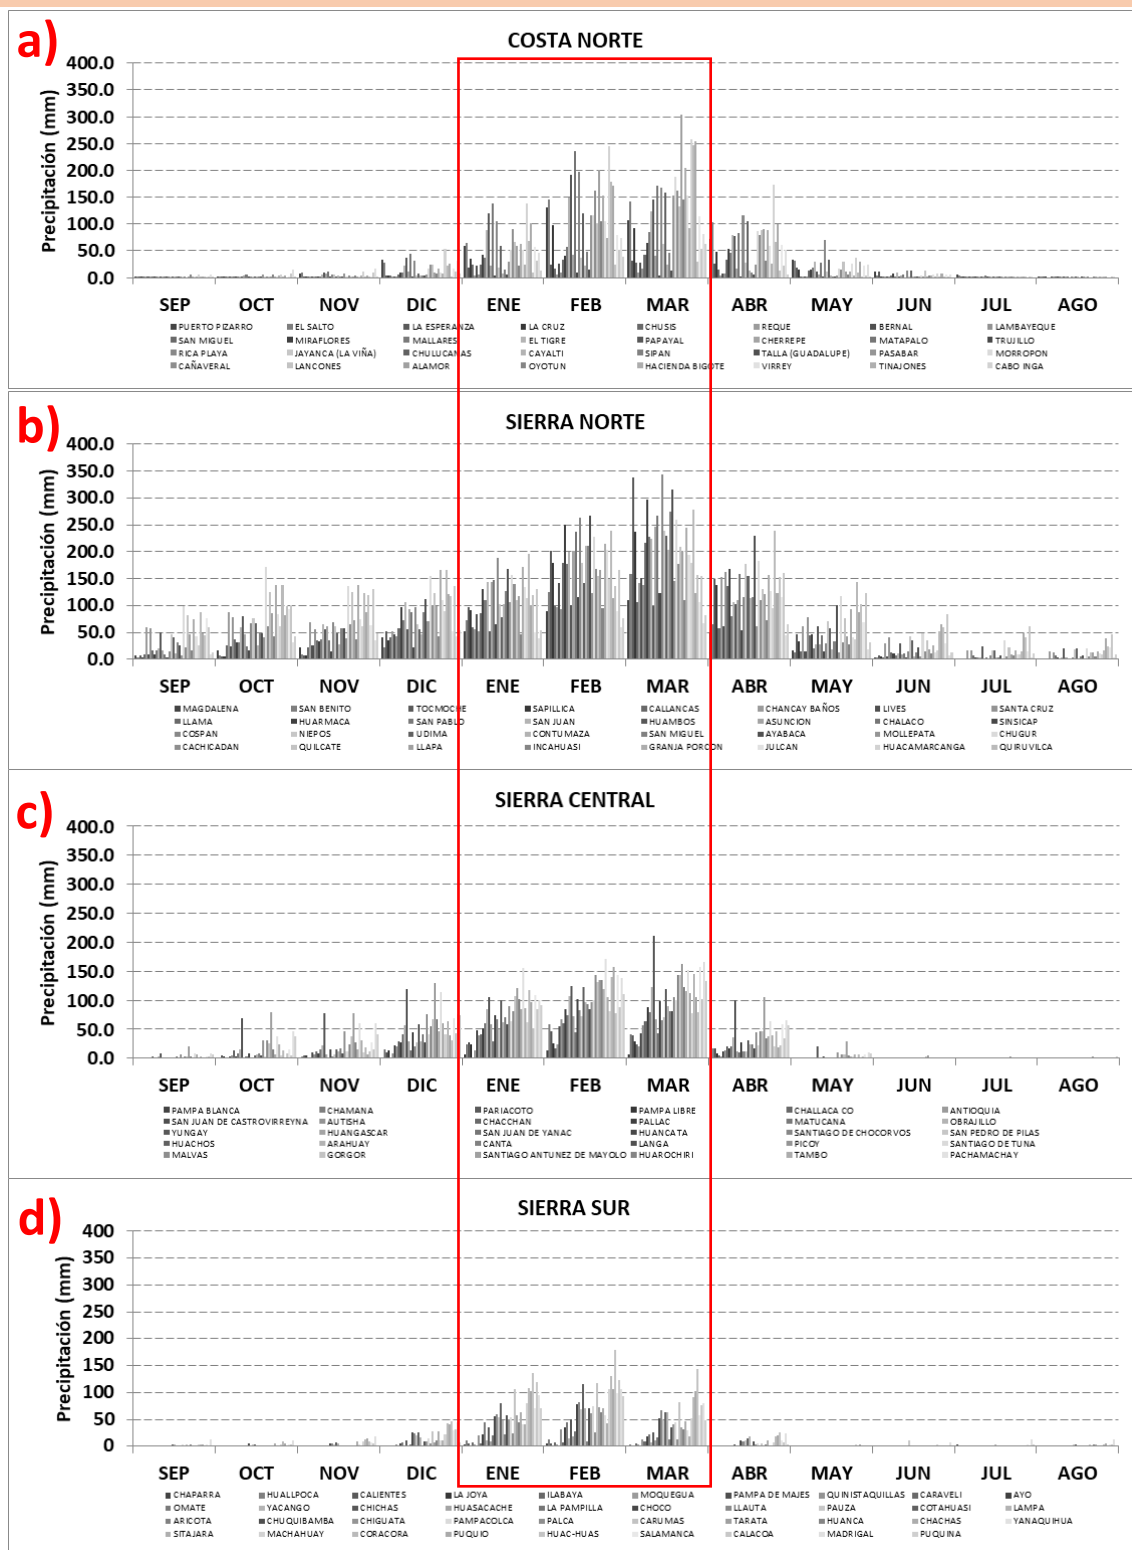 a)
COSTA NORTE
Precipitación (mm)
400.0
350.0
300.0
250.0
200.0
150.0
100.0
50.0
0.0
SEP OCT NOV DIC ENE FEB MAR ABR MAY JUN JUL AGO
PUERTO PIZARRO EL SALTO LA ESPERANZA LA CRUZ CHUSIS REQUE BERNAL LAMBAYEQUE
SAN MIGUEL MIRAFLORES MALLARES EL TIGRE PAPAYAL CHERREPE MATAPALO TRUJILLO
RICA PLAYA JAYANCA (LA VIÑA) CHULUCANAS CAYALTI SIPAN TALLA (GUADALUPE) PASABAR MORROPON
CAÑAVERAL LANCONES ALAMOR OYOTUN HACIENDA BIGOTE VIRREY TINAJONES CABO INGA
b)
SIERRA NORTE
Precipitación (mm)
400.0
350.0
300.0
250.0
200.0
150.0
100.0
50.0
0.0
SEP OCT NOV DIC ENE FEB MAR ABR MAY JUN JUL AGO
MAGDALENA SAN BENITO TOCMOCHE SAPILLICA CALLANCAS CHANCAY BAÑOS LIVES SANTA CRUZ
LLAMA HUARMACA SAN PABLO SAN JUAN HUAMBOS ASUNCION CHALACO SINSICAP
COSPAN NIEPOS UDIMA CONTUMAZA SAN MIGUEL AYABACA MOLLEPATA CHUGUR
CACHICADAN QUILCATE LLAPA INCAHUASI GRANJA PORCON JULCAN HUACAMARCANGA QUIRUVILCA
c)
SIERRA CENTRAL
Precipitación (mm)
400.0
350.0
300.0
250.0
200.0
150.0
100.0
50.0
0.0
SEP OCT NOV DIC ENE FEB MAR ABR MAY JUN JUL AGO
PAMPA BLANCA CHAMANA PARIACOTO PAMPA LIBRE CHALLACA CO ANTIOQUIA
SAN JUAN DE CASTROVIRREYNA AUTISHA CHACCHAN PALLAC MATUCANA OBRAJILLO
YUNGAY HUANGASCAR SAN JUAN DE YANAC HUANCATA SANTIAGO DE CHOCORVOS SAN PEDRO DE PILAS
HUACHOS ARAHUAY CANTA LANGA PICOY SANTIAGO DE TUNA
MALVAS GORGOR SANTIAGO ANTUNEZ DE MAYOLO HUAROCHIRI TAMBO PACHAMACHAY
d)
SIERRA SUR
Precipitación (mm)
400
350
300
250
200
150
100
50
0
SEP OCT NOV DIC ENE FEB MAR ABR MAY JUN JUL AGO
CHAPARRA HUALLPOCA CALIENTES LA JOYA ILABAYA MOQUEGUA PAMPA DE MAJES QUINISTAQUILLAS CARAVELI AYO
OMATE YACANGO CHICHAS HUASACACHE LA PAMPILLA CHOCO LLAUTA PAUZA COTAHUASI LAMPA
ARICOTA CHUQUIBAMBA CHIGUATA PAMPACOLCA PALCA CARUMAS TARATA HUANCA CHACHAS YANAQUIHUA
SITAJARA MACHAHUAY CORACORA PUQUIO HUAC-HUAS SALAMANCA CALACOA MADRIGAL PUQUINA